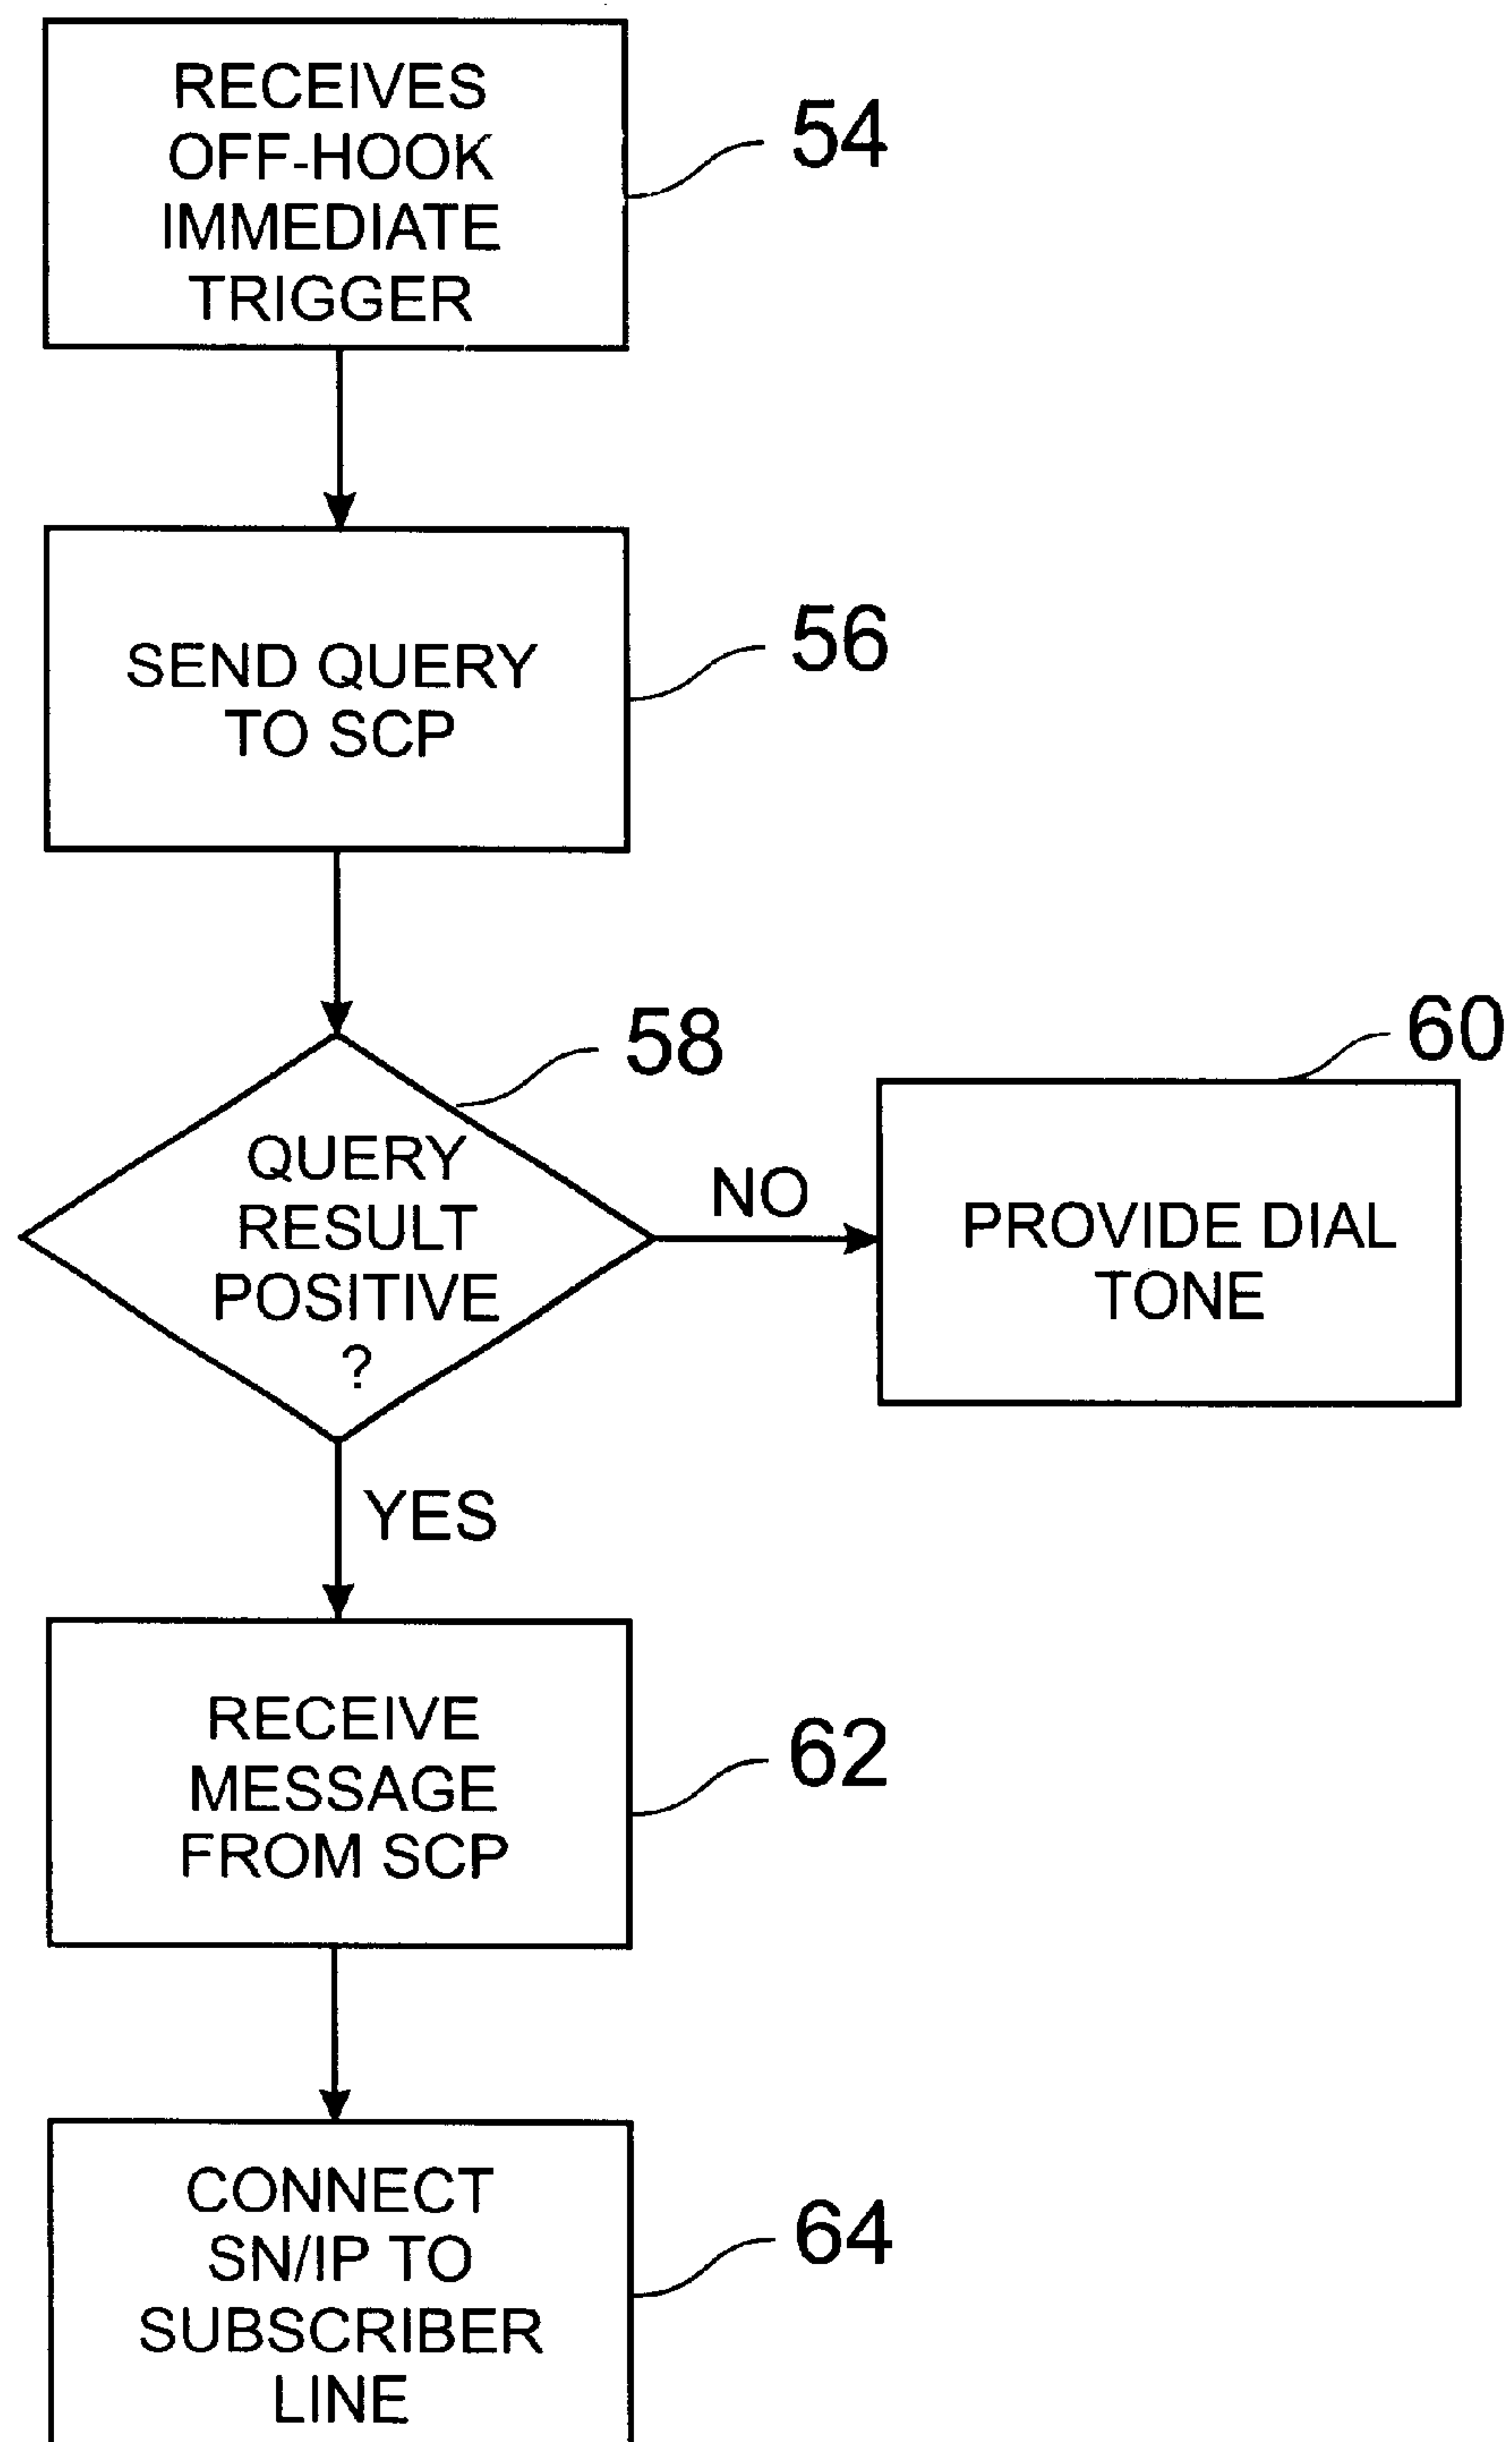 RECEIVES
OFF-HOOK
IMMEDIATE
TRIGGER
54
SEND QUERY
TO SCP
56
58
QUERY
RESULT
POSITIVE
?
NO
60
PROVIDE DIAL
TONE
YES
RECEIVE
MESSAGE
FROM SCP
62
CONNECT
SN/IP TO
SUBSCRIBER
LINE
64